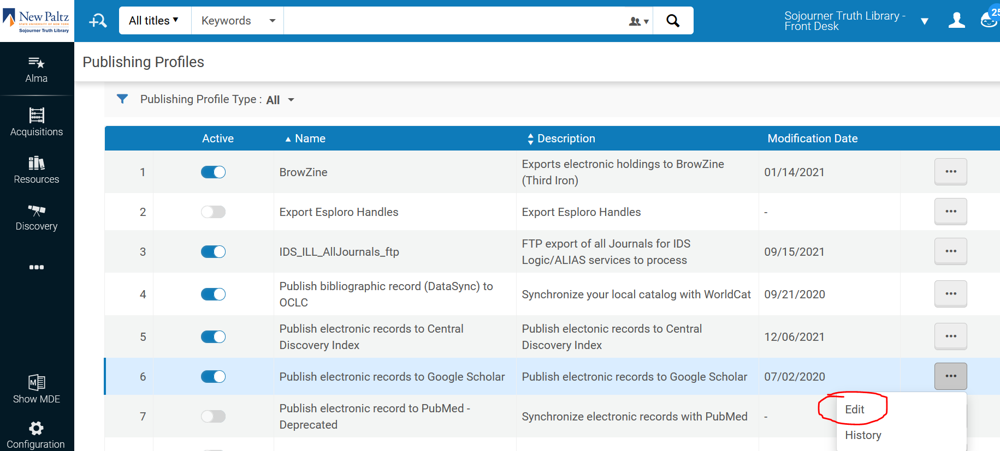 New Paltz
STATE UNIVERSITY OF NEW YORK
Sojourner Truth Library
All titles
Keywords
Sojourner Truth Library -
Front Desk
25
Alma
Acquisitions
Resources
Discovery
Show MDE
Configuration
Publishing Profiles
Publishing Profile Type : All
Active Name Description Modification Date
1 BrowZine Exports electronic holdings to BrowZine 01/14/2021
(Third Iron)
2 Export Esploro Handles Export Esploro Handles -
3 IDS_ILL_AllJournals_ftp FTP export of all Journals for IDS 09/15/2021
Logic/ALIAS services to process
4 Publish bibliographic record (DataSync) to Synchronize your local catalog with WorldCat 09/21/2020
OCLC
5 Publish electronic records to Central Publish electonic records to Central 12/06/2021
Discovery Index Discovery Index
6 Publish electronic records to Google Scholar Publish electronic records to Google Scholar 07/02/2020
7 Publish electronic record to PubMed - Synchronize electronic records with PubMed -
Deprecated
Edit
History